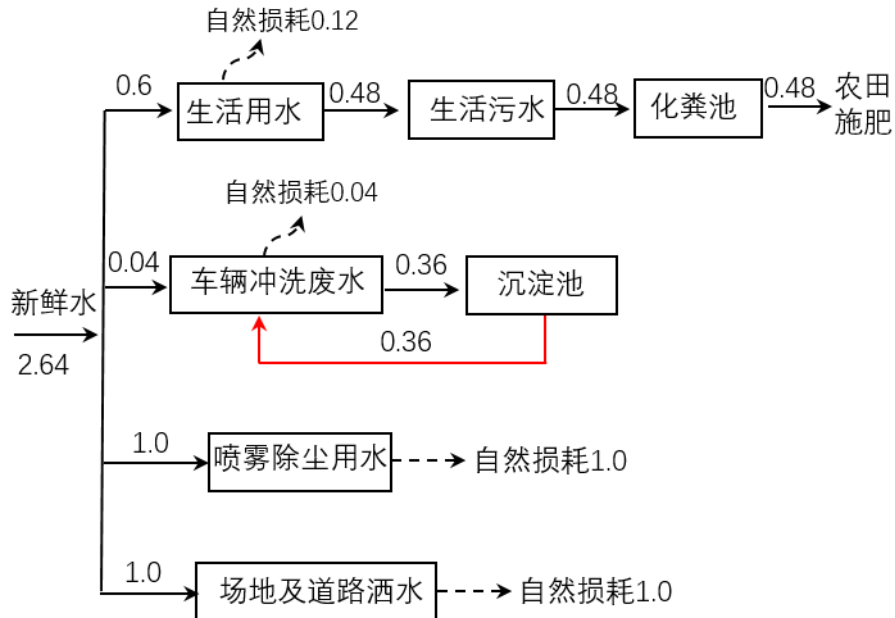 自然损耗0.12
0.6
生活用水
0.48
生活污水
0.48
化粪池
0.48
农田
施肥
自然损耗0.04
0.04
车辆冲洗废水
0.36
沉淀池
0.36
新鲜水
2.64
1.0
喷雾除尘用水
自然损耗1.0
1.0
场地及道路洒水
自然损耗1.0